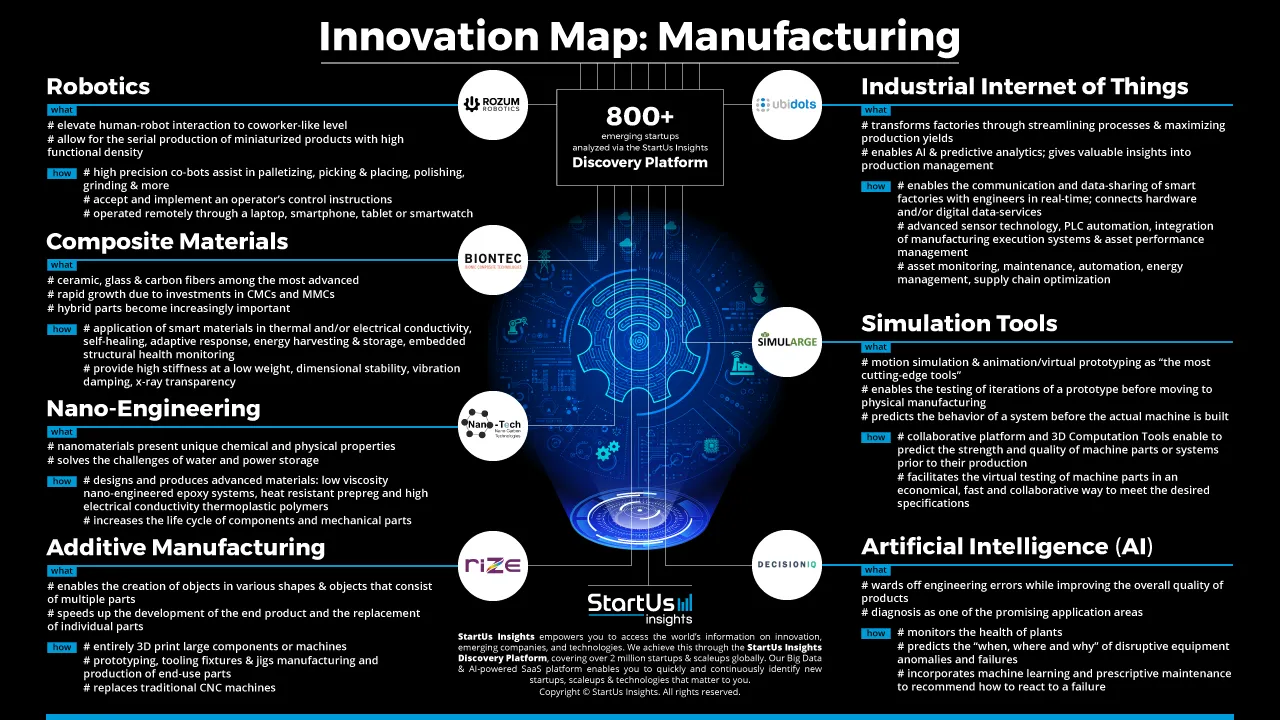 Innovation Map: Manufacturing
Robotics
what
# elevate human-robot interaction to coworker-like level
# allow for the serial production of miniaturized products with high
functional density
how
# high precision co-bots assist in palletizing, picking & placing, polishing,
grinding & more
# accept and implement an operator's control instructions
# operated remotely through a laptop, smartphone, tablet or smartwatch
ROZUM
ROBOTICS
Composite Materials
what
# ceramic, glass & carbon fibers among the most advanced
# rapid growth due to investments in CMCs and MMCs
# hybrid parts become increasingly important
how
# application of smart materials in thermal and/or electrical conductivity,
self-healing, adaptive response, energy harvesting & storage, embedded
structural health monitoring
# provide high stiffness at a low weight, dimensional stability, vibration
damping, x-ray transparency
BIONTEC
BIONIC COMPOSITE TECHNOLOGIES
Nano-Engineering
what
# nanomaterials present unique chemical and physical properties
# solves the challenges of water and power storage
how
# designs and produces advanced materials: low viscosity
nano-engineered epoxy systems, heat resistant prepreg and high
electrical conductivity thermoplastic polymers
# increases the life cycle of components and mechanical parts
Nano-Tech
Nano Carbon
Technologies
Additive Manufacturing
what
# enables the creation of objects in various shapes & objects that consist
of multiple parts
# speeds up the development of the end product and the replacement
of individual parts
how
# entirely 3D print large components or machines
# prototyping, tooling fixtures & jigs manufacturing and
production of end-use parts
# replaces traditional CNC machines
riZE
800+
emerging startups
analyzed via the StartUs Insights
Discovery Platform
StartUs
insights
StartUs Insights empowers you to access the world's information on innovation,
emerging companies, and technologies. We achieve this through the StartUs Insights
Discovery Platform, covering over 2 million startups & scaleups globally. Our Big Data
& AI-powered SaaS platform enables you to quickly and continuously identify new
startups, scaleups & technologies that matter to you.
Copyright © StartUs Insights. All rights reserved.
ubidots
Industrial Internet of Things
what
# transforms factories through streamlining processes & maximizing
production yields
# enables AI & predictive analytics; gives valuable insights into
production management
how
# enables the communication and data-sharing of smart
factories with engineers in real-time; connects hardware
and/or digital data-services
# advanced sensor technology, PLC automation, integration
of manufacturing execution systems & asset performance
management
# asset monitoring, maintenance, automation, energy
management, supply chain optimization
SIMULARGE
Simulation Tools
what
# motion simulation & animation/virtual prototyping as “the most
cutting-edge tools”
# enables the testing of iterations of a prototype before moving to
physical manufacturing
# predicts the behavior of a system before the actual machine is built
how
# collaborative platform and 3D Computation Tools enable to
predict the strength and quality of machine parts or systems
prior to their production
# facilitates the virtual testing of machine parts in an
economical, fast and collaborative way to meet the desired
specifications
DECISIONIQ
Artificial Intelligence (AI)
what
# wards off engineering errors while improving the overall quality of
products
# diagnosis as one of the promising application areas
how
# monitors the health of plants
# predicts the “when, where and why” of disruptive equipment
anomalies and failures
# incorporates machine learning and prescriptive maintenance
to recommend how to react to a failure